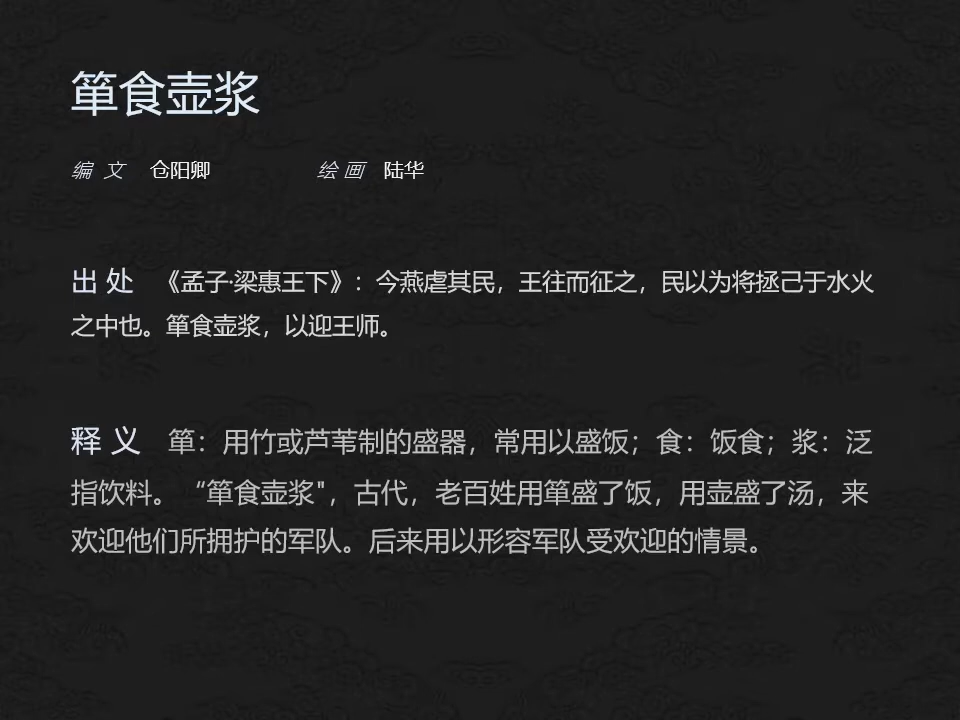 箪食壶浆
编 文 仓阳卿 绘 画 陆华
出 处 《孟子·梁惠王下》：今燕虐其民，王往而征之，民以为将拯己于水火
之中也。箪食壶浆，以迎王师。
释 义 箪：用竹或芦苇制的盛器，常用以盛饭；食：饭食；浆：泛
指饮料。“箪食壶浆"，古代，老百姓用箪盛了饭，用壶盛了汤，来
欢迎他们所拥护的军队。后来用以形容军队受欢迎的情景。